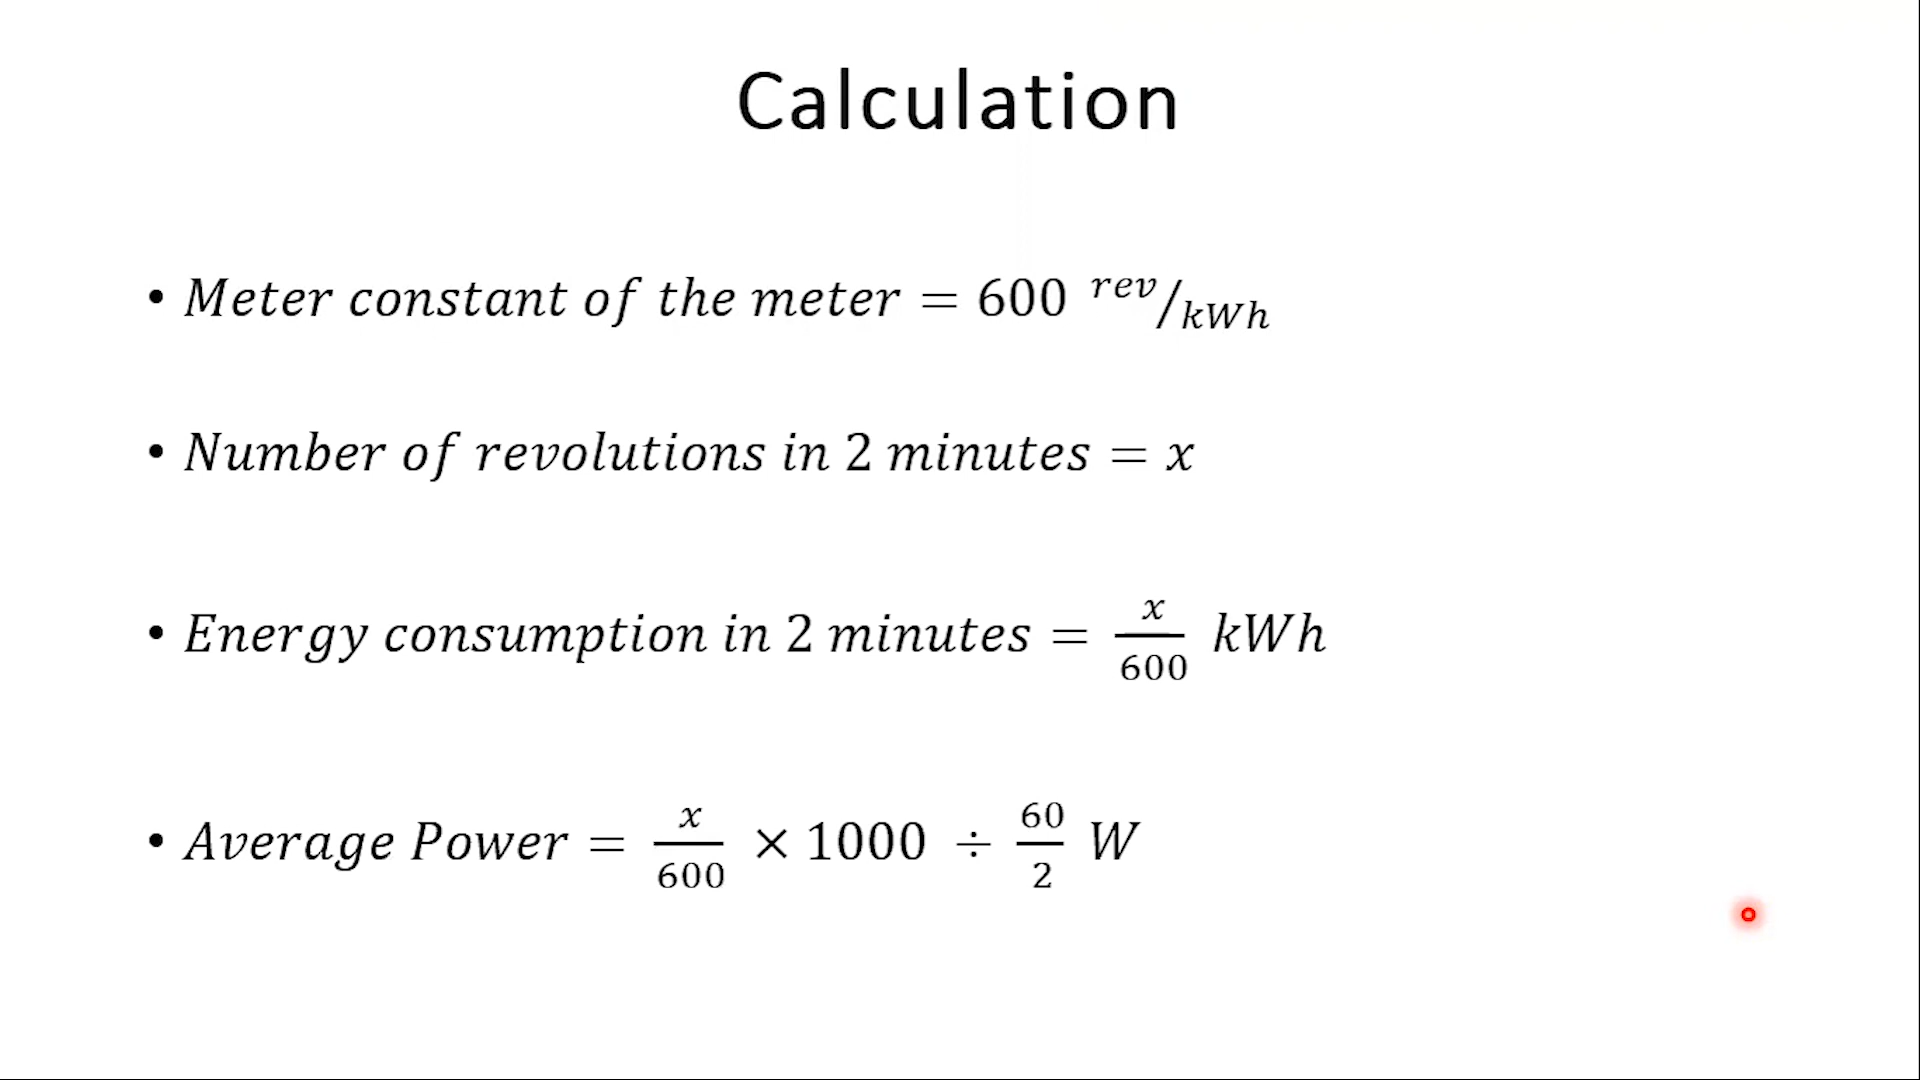 Calculation
• Meter constant of the meter = 600 rev/kWh
• Number of revolutions in 2 minutes = x
• Energy consumption in 2 minutes = x/600 kWh
• Average Power = x/600 × 1000 ÷ 60/2 W